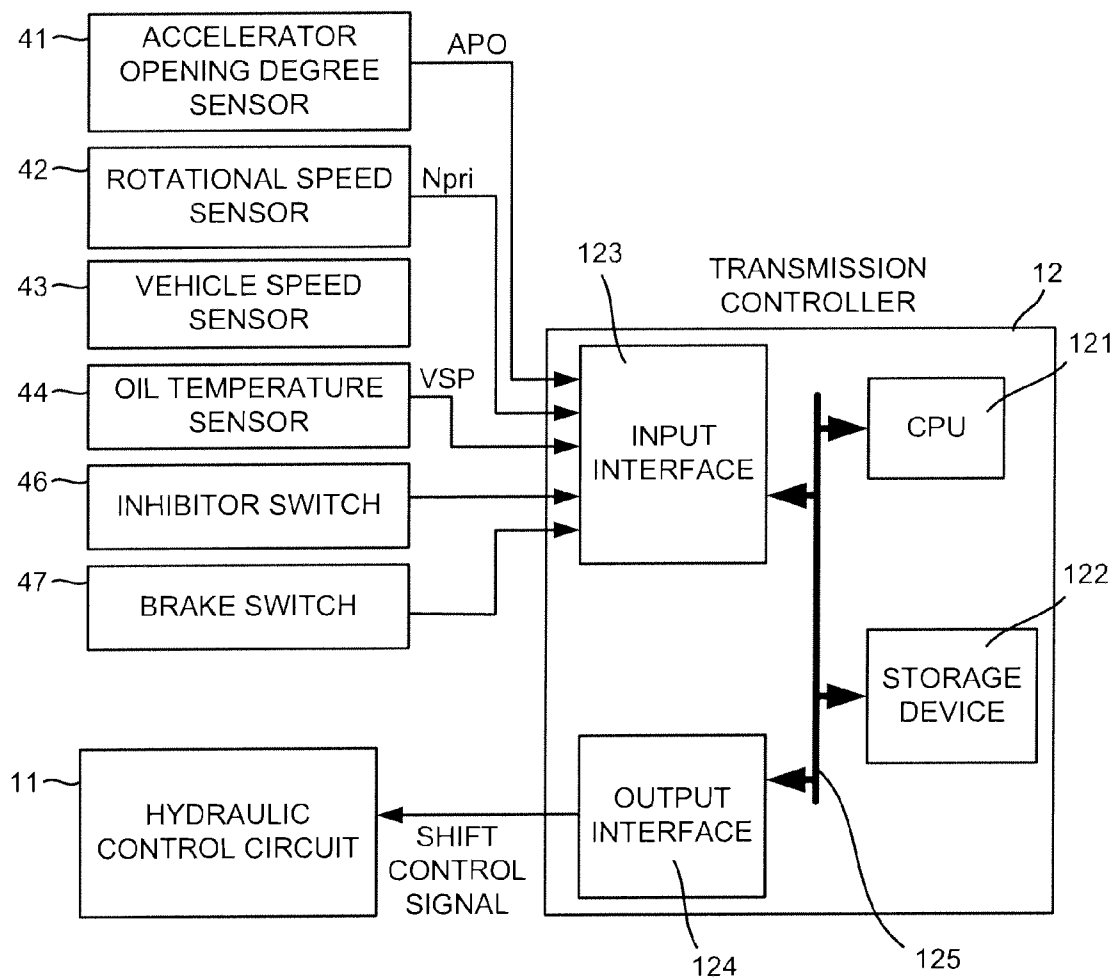 41
ACCELERATOR
OPENING DEGREE
SENSOR
APO
42
ROTATIONAL SPEED
SENSOR
Npri
43
VEHICLE SPEED
SENSOR
44
OIL TEMPERATURE
SENSOR
VSP
46
INHIBITOR SWITCH
47
BRAKE SWITCH
11
HYDRAULIC
CONTROL CIRCUIT
SHIFT
CONTROL
SIGNAL
TRANSMISSION
CONTROLLER
12
123
INPUT
INTERFACE
121
CPU
122
STORAGE
DEVICE
OUTPUT
INTERFACE
124
125